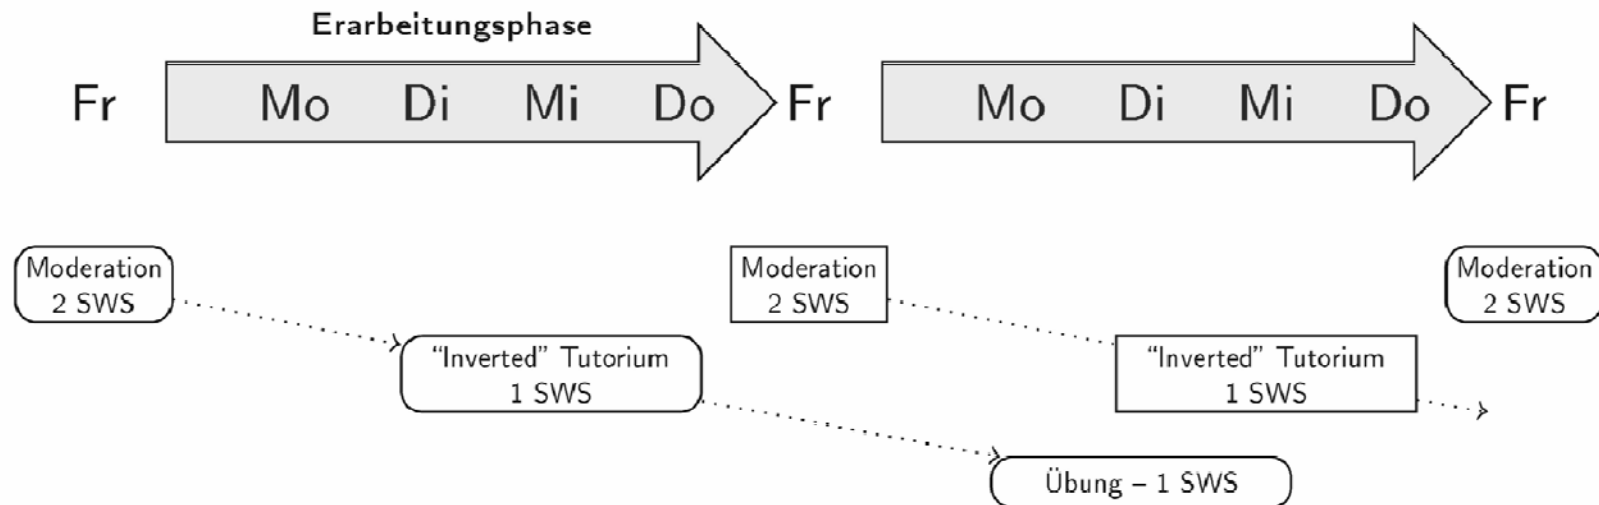 Erarbeitungsphase
Fr Mo Di Mi Do Fr Mo Di Mi Do Fr
Moderation
2 SWS
Moderation
2 SWS
Moderation
2 SWS
“Inverted” Tutorium
1 SWS
“Inverted” Tutorium
1 SWS
Übung – 1 SWS